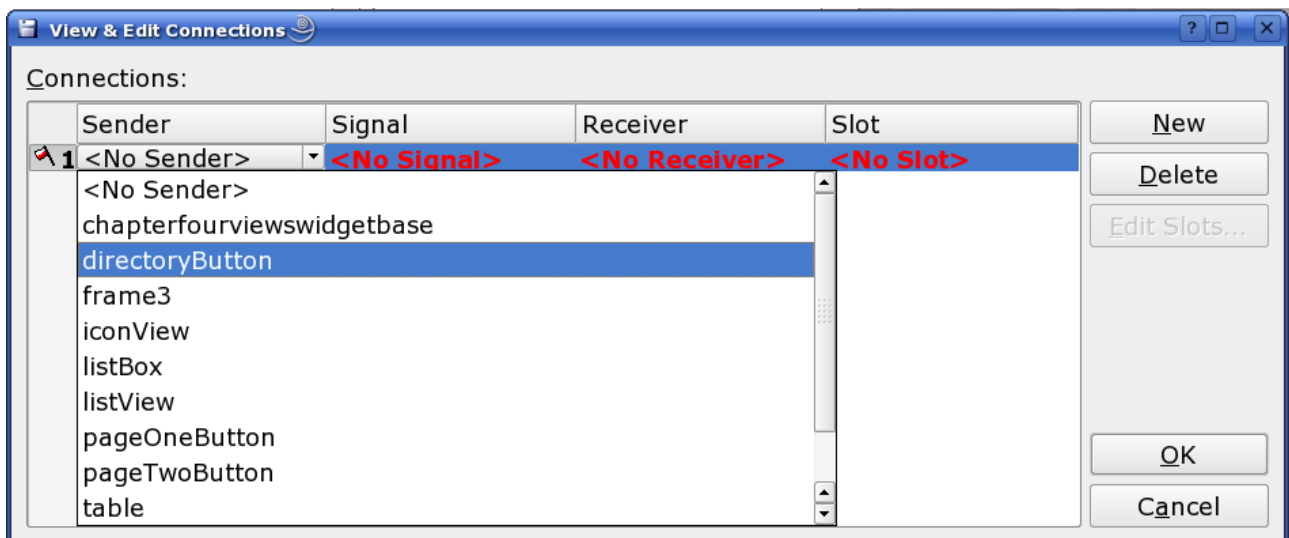 View & Edit Connections
?
Connections:
Sender Signal Receiver Slot
New
1 <No Sender> <No Signal> <No Receiver> <No Slot>
Delete
<No Sender>
chapterfourviewswidgetbase
Edit Slots...
directoryButton
frame3
iconView
listBox
listView
pageOneButton
OK
pageTwoButton
table
Cancel